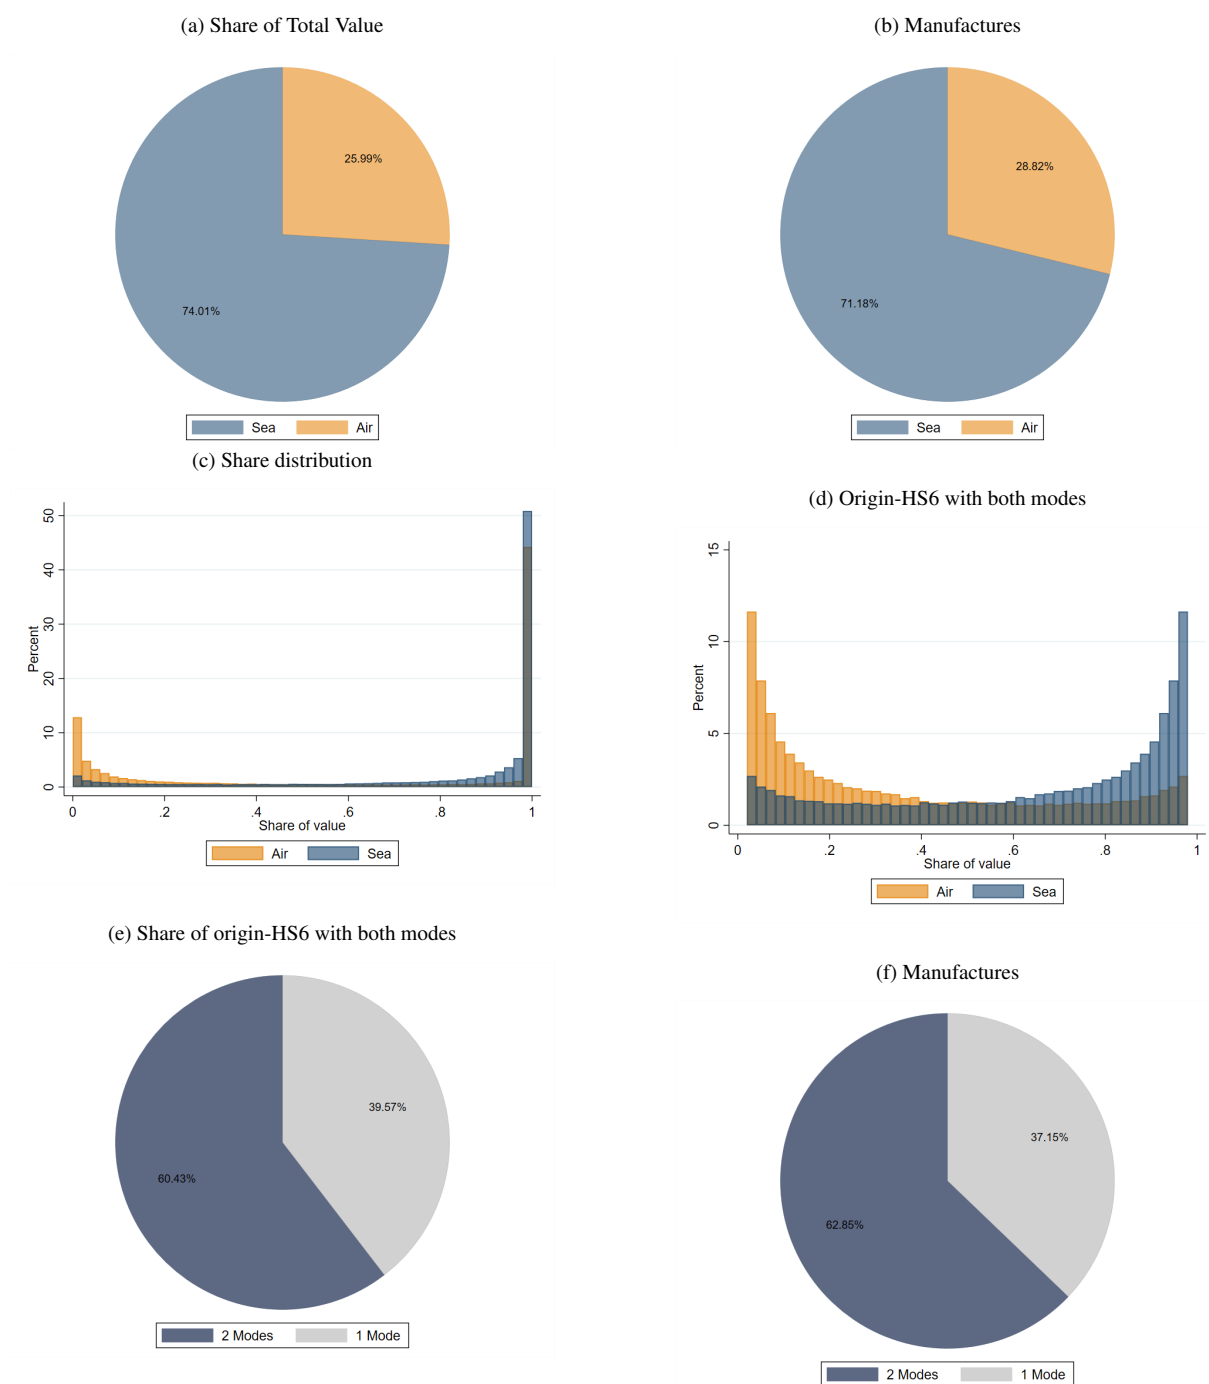 (a) Share of Total Value
25.99%
74.01%
Sea Air
(b) Manufactures
28.82%
71.18%
Sea Air
(c) Share distribution
50
40
30
20
10
0
Percent
0 .2 .4 .6 .8 1
Share of value
Air Sea
(d) Origin-HS6 with both modes
15
10
5
0
Percent
0 .2 .4 .6 .8 1
Share of value
Air Sea
(e) Share of origin-HS6 with both modes
39.57%
60.43%
2 Modes 1 Mode
(f) Manufactures
37.15%
62.85%
2 Modes 1 Mode